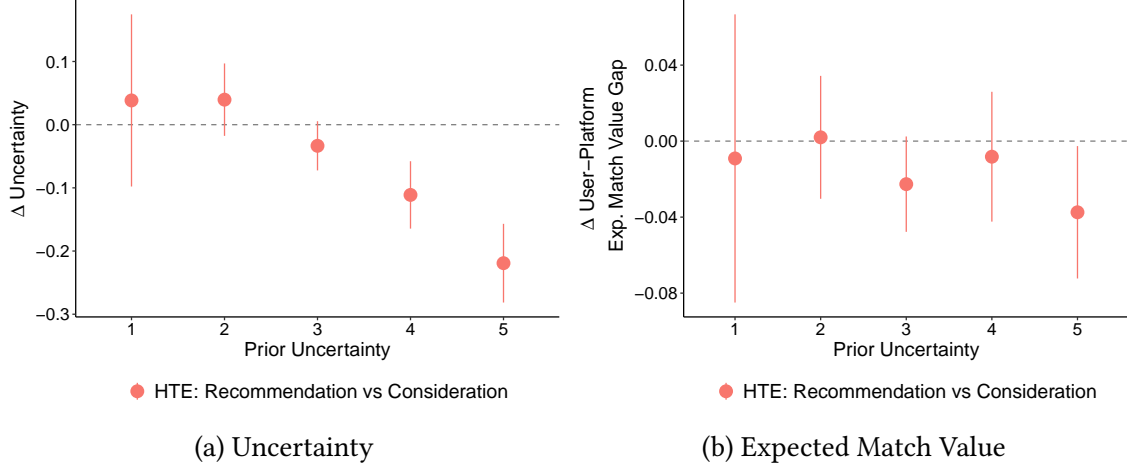 0.1
0.0
−0.1
−0.2
−0.3
Δ Uncertainty
1 2 3 4 5
Prior Uncertainty
HTE: Recommendation vs Consideration
(a) Uncertainty
0.04
0.00
−0.04
−0.08
Δ User−Platform
Exp. Match Value Gap
1 2 3 4 5
Prior Uncertainty
HTE: Recommendation vs Consideration
(b) Expected Match Value